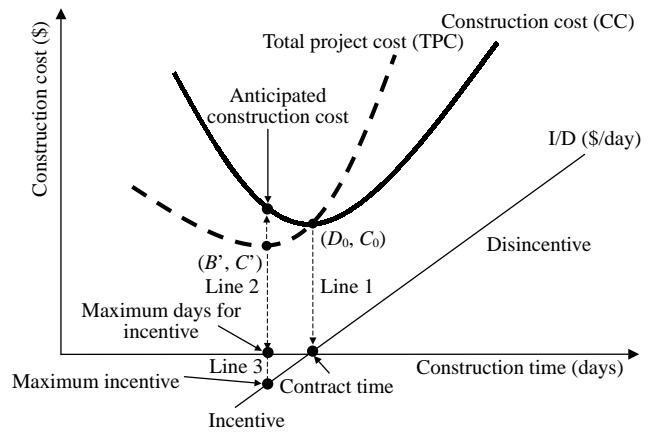 Construction cost (CC)
Total project cost (TPC)
Construction cost ($)
Anticipated
construction cost
I/D ($/day)
(D0, C0)
Disincentive
(B’, C’)
Line 2
Line 1
Maximum days for
incentive
Line 3
Construction time (days)
Maximum incentive
Contract time
Incentive